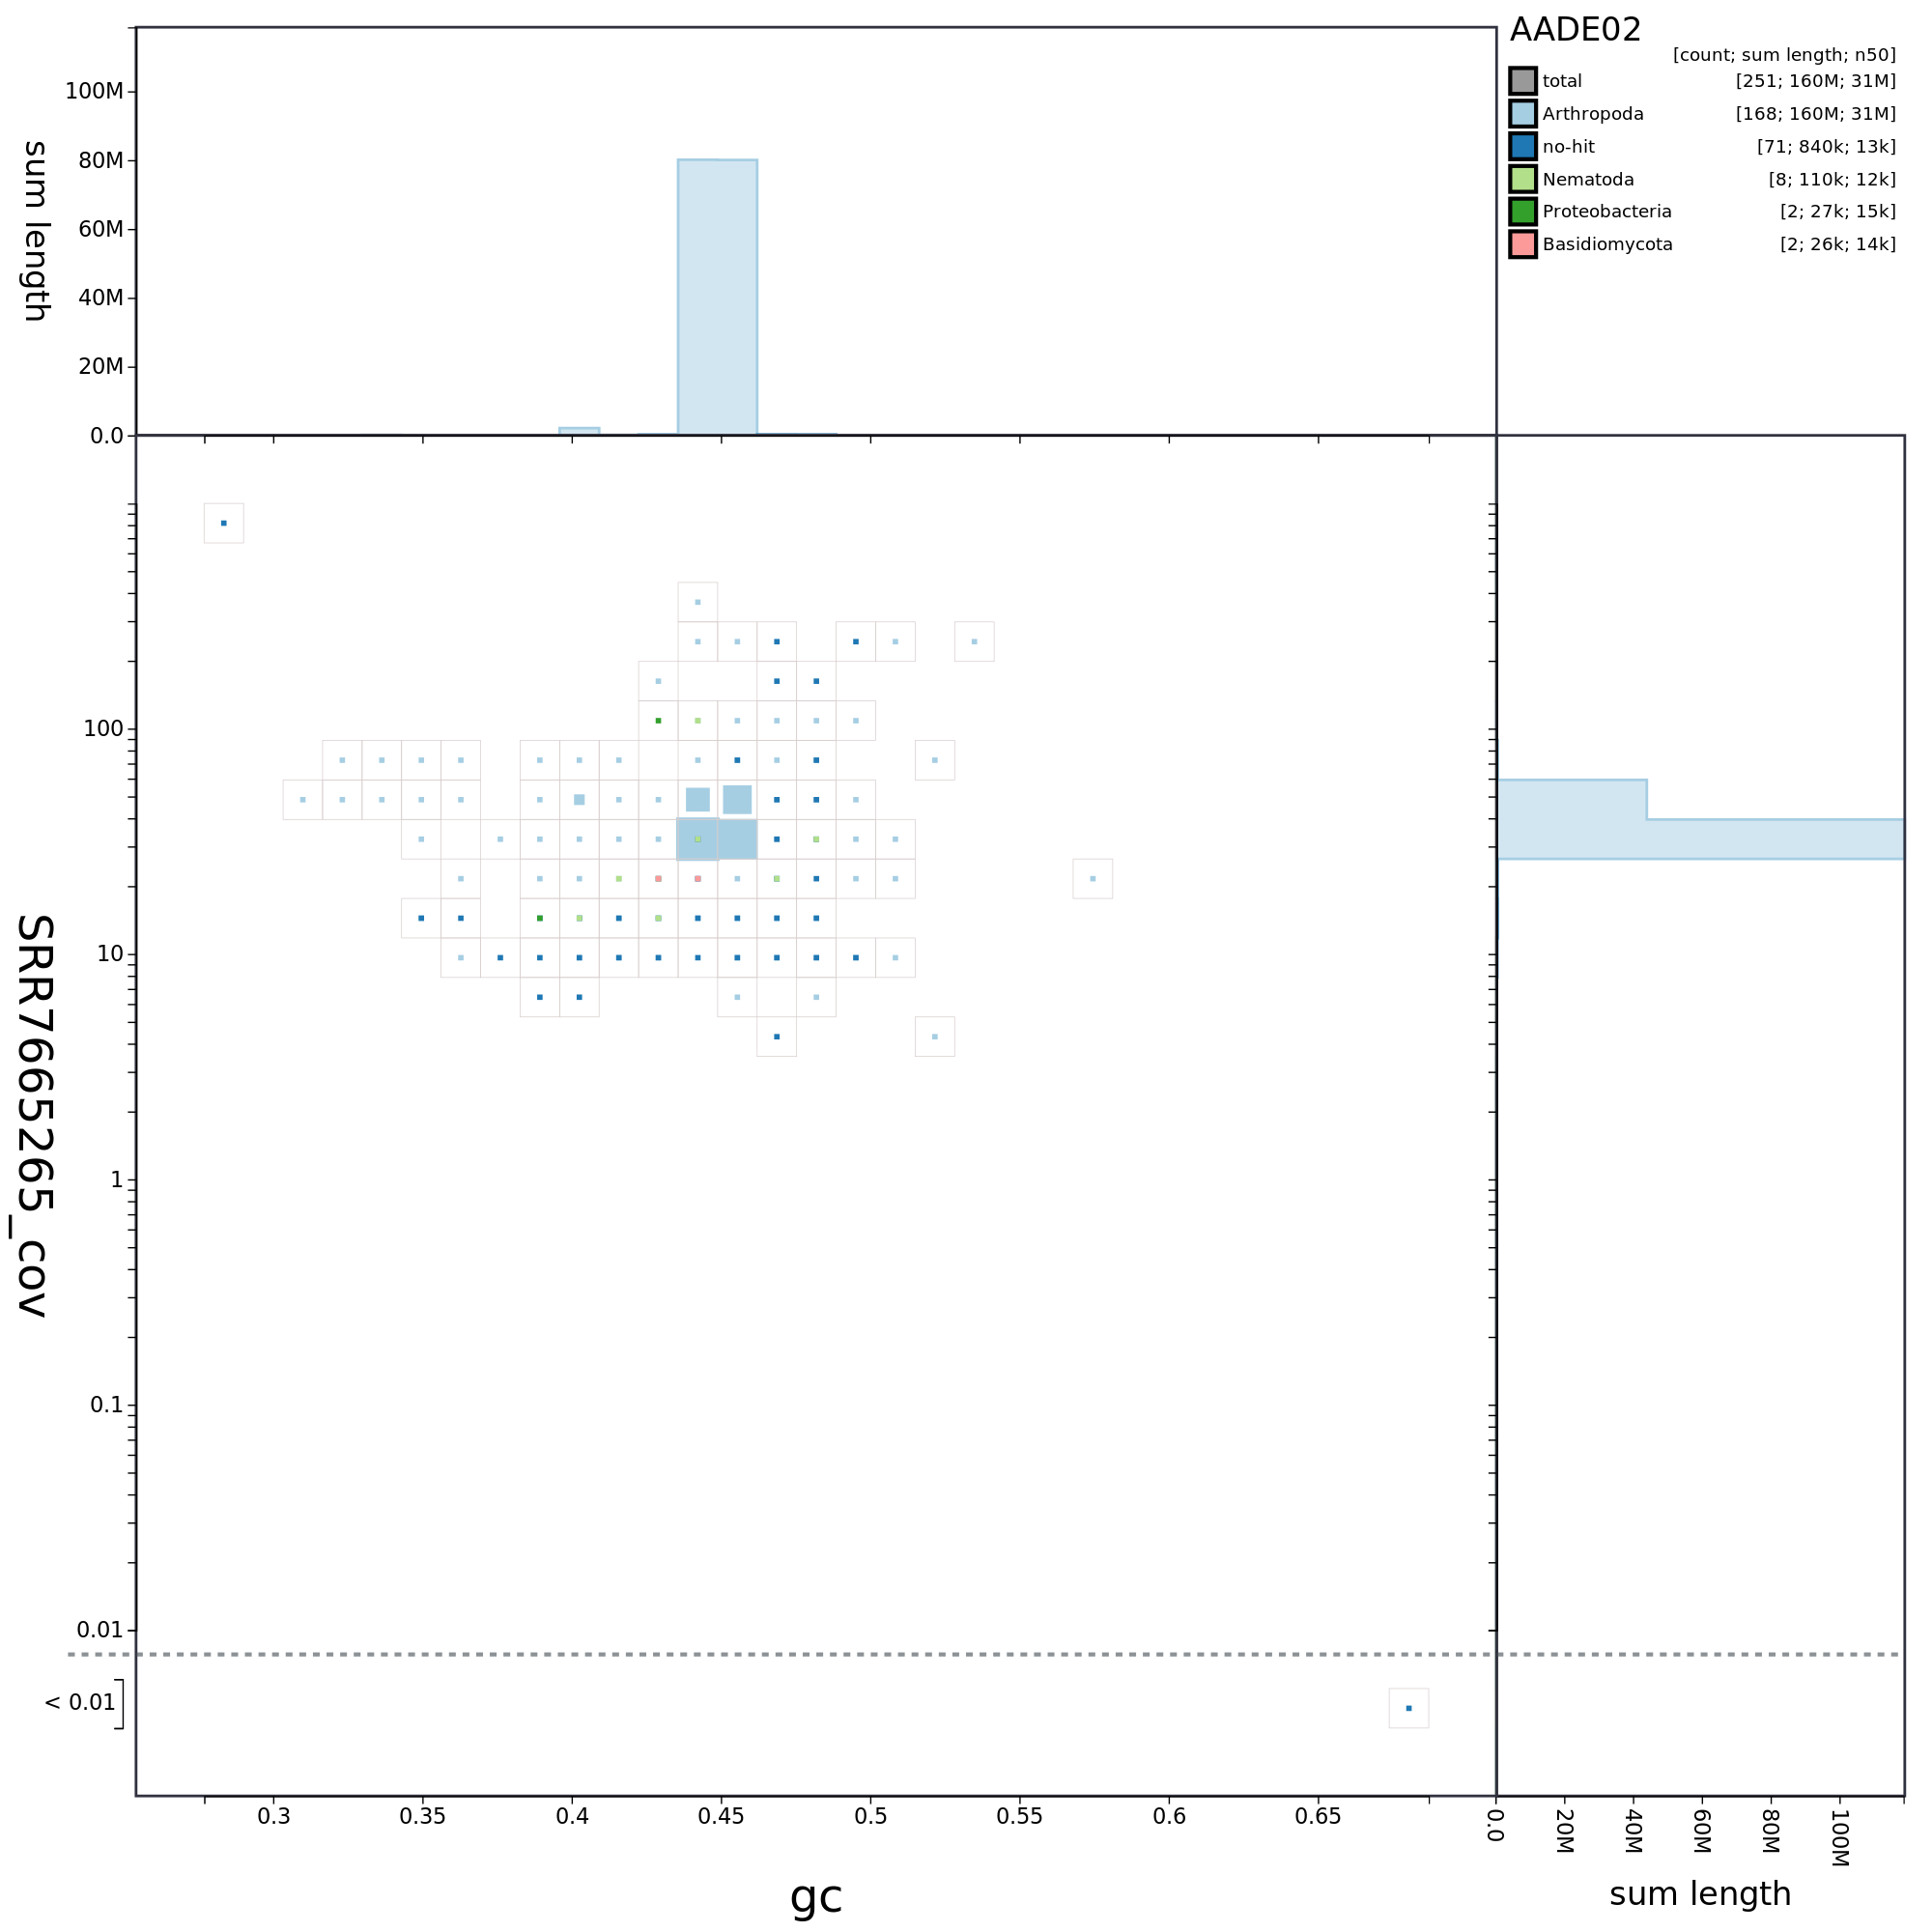 AADE02
[count; sum length; n50]
total [251; 160M; 31M]
Arthropoda [168; 160M; 31M]
no-hit [71; 840k; 13k]
Nematoda [8; 110k; 12k]
Proteobacteria [2; 27k; 15k]
Basidiomycota [2; 26k; 14k]
sum length
100M
80M
60M
40M
20M
0.0
SRR7665265_cov
100
10
1
0.1
0.01
< 0.01
0.3 0.35 0.4 0.45 0.5 0.55 0.6 0.65
gc
0.0 20M 40M 60M 80M 100M
sum length